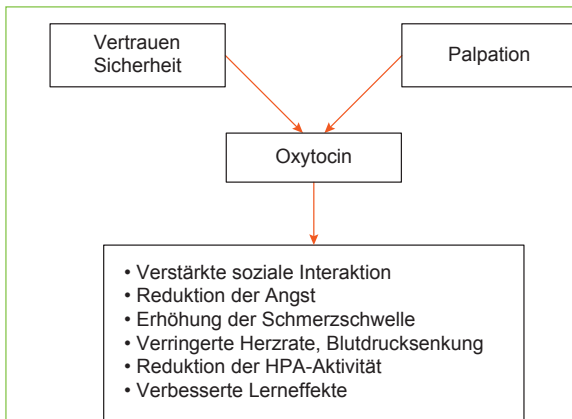 Vertrauen
Sicherheit
Palpation
Oxytocin
• Verstärkte soziale Interaktion
• Reduktion der Angst
• Erhöhung der Schmerzschwelle
• Verringerte Herzrate, Blutdrucksenkung
• Reduktion der HPA-Aktivität
• Verbesserte Lerneffekte